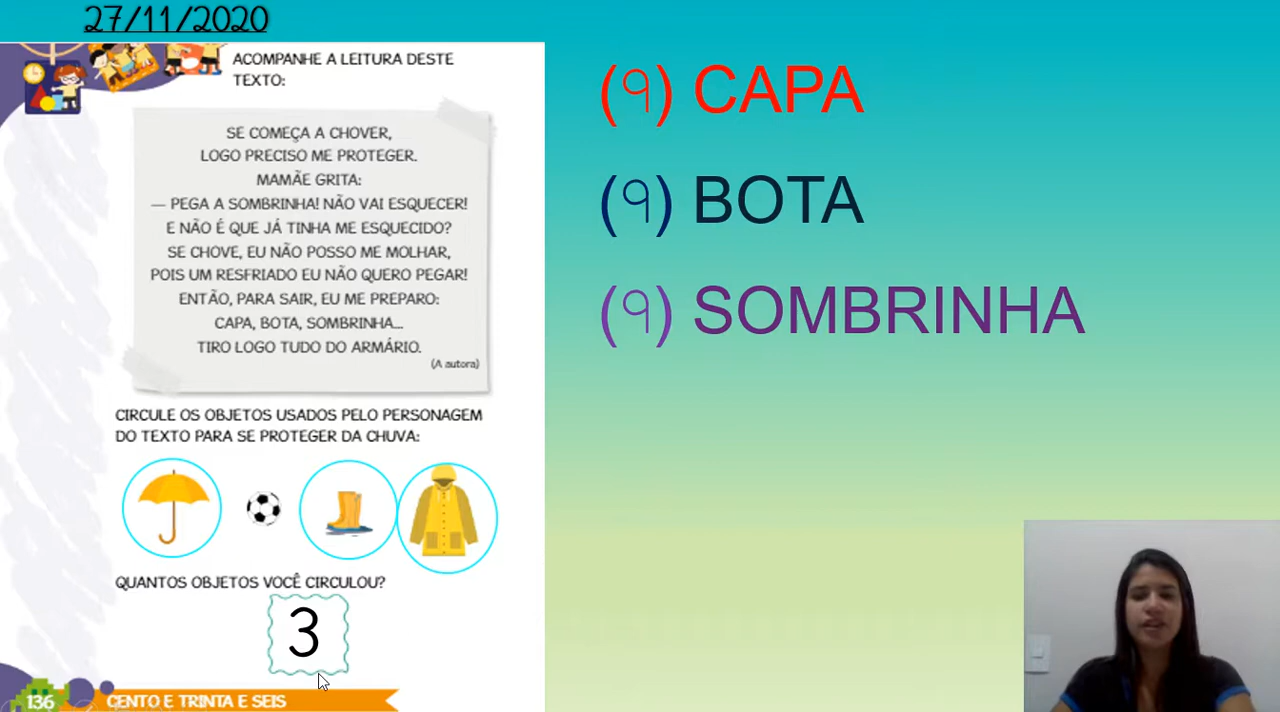 27/11/2020
ACOMPANHE A LEITURA DESTE
TEXTO:
SE COMEÇA A CHOVER,
LOGO PRECISO ME PROTEGER.
MAMÃE GRITA:
— PEGA A SOMBRINHA! NÃO VAI ESQUECER!
E NÃO É QUE JÁ TINHA ME ESQUECIDO?
SE CHOVE, EU NÃO POSSO ME MOLHAR,
POIS UM RESFRIADO EU NÃO QUERO PEGAR!
ENTÃO, PARA SAIR, EU ME PREPARO:
CAPA, BOTA, SOMBRINHA...
TIRO LOGO TUDO DO ARMÁRIO.
(A autora)
CIRCULE OS OBJETOS USADOS PELO PERSONAGEM
DO TEXTO PARA SE PROTEGER DA CHUVA:
QUANTOS OBJETOS VOCÊ CIRCULOU?
3
136 CENTO E TRINTA E SEIS
(9) CAPA
(9) BOTA
(9) SOMBRINHA